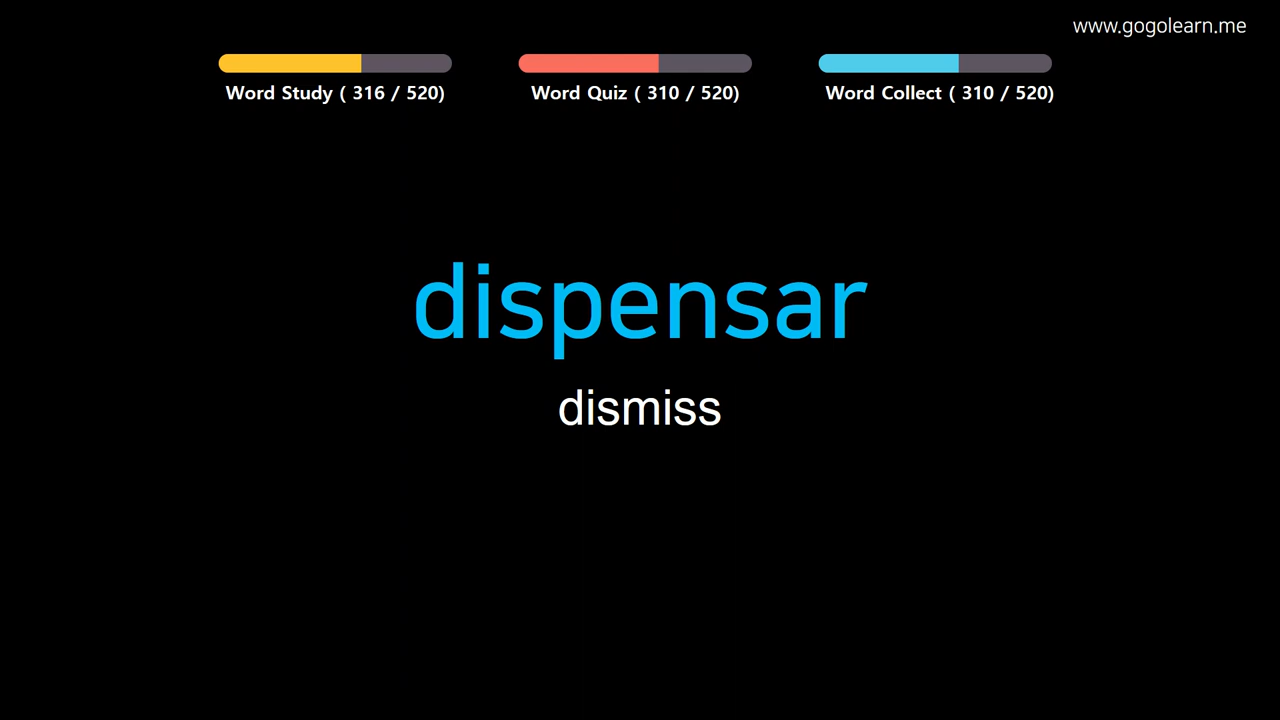 www.gogolearn.me
Word Study ( 316 / 520)
Word Quiz ( 310 / 520)
Word Collect ( 310 / 520)
dispensar
dismiss